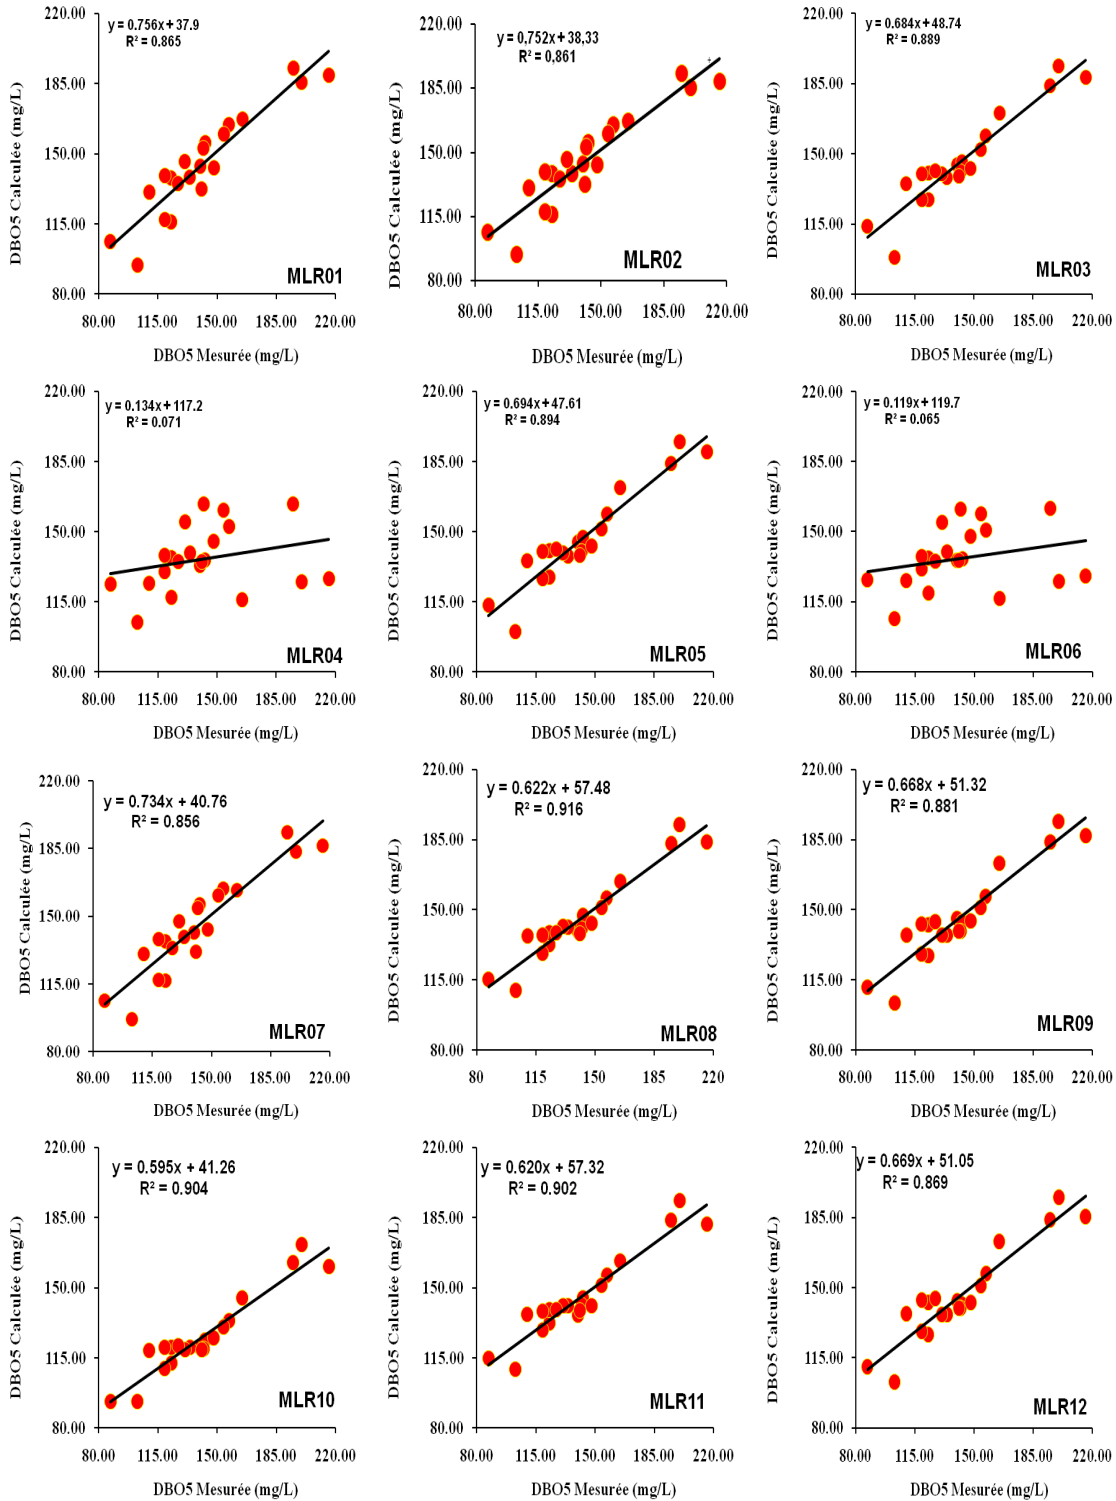 y = 0.756x + 37.9
R² = 0.865
DBO5 Calculée (mg/L)
220.00
185.00
150.00
115.00
80.00
MLR01
80.00 115.00 150.00 185.00 220.00
DBO5 Mesurée (mg/L)
y = 0,752x + 38,33
R² = 0,861
DBO5 Calculée (mg/L)
220.00
185.00
150.00
115.00
80.00
MLR02
80.00 115.00 150.00 185.00 220.00
DBO5 Mesurée (mg/L)
y = 0.684x + 48.74
R² = 0.889
DBO5 Calculée (mg/L)
220.00
185.00
150.00
115.00
80.00
MLR03
80.00 115.00 150.00 185.00 220.00
DBO5 Mesurée (mg/L)
y = 0.134x + 117.2
R² = 0.071
DBO5 Calculée (mg/L)
220.00
185.00
150.00
115.00
80.00
MLR04
80.00 115.00 150.00 185.00 220.00
DBO5 Mesurée (mg/L)
y = 0.694x + 47.61
R² = 0.894
DBO5 Calculée (mg/L)
220.00
185.00
150.00
115.00
80.00
MLR05
80.00 115.00 150.00 185.00 220.00
DBO5 Mesurée (mg/L)
y = 0.119x + 119.7
R² = 0.065
DBO5 Calculée (mg/L)
220.00
185.00
150.00
115.00
80.00
MLR06
80.00 115.00 150.00 185.00 220.00
DBO5 Mesurée (mg/L)
y = 0.734x + 40.76
R² = 0.856
DBO5 Calculée (mg/L)
220.00
185.00
150.00
115.00
80.00
MLR07
80.00 115.00 150.00 185.00 220.00
DBO5 Mesurée (mg/L)
y = 0.622x + 57.48
R² = 0.916
DBO5 Calculée (mg/L)
220.00
185.00
150.00
115.00
80.00
MLR08
80.00 115 150 185 220
DBO5 Mesurée (mg/L)
y = 0.668x + 51.32
R² = 0.881
DBO5 Calculée (mg/L)
220.00
185.00
150.00
115.00
80.00
MLR09
80.00 115.00 150.00 185.00 220.00
DBO5 Mesurée (mg/L)
y = 0.595x + 41.26
R² = 0.904
DBO5 Calculée (mg/L)
220.00
185.00
150.00
115.00
80.00
MLR10
80.00 115.00 150.00 185.00 220.00
DBO5 Mesurée (mg/L)
y = 0.620x + 57.32
R² = 0.902
DBO5 Calculée (mg/L)
220.00
185.00
150.00
115.00
80.00
MLR11
80.00 115.00 150.00 185.00 220.00
DBO5 Mesurée (mg/L)
y = 0.669x + 51.05
R² = 0.869
DBO5 Calculée (mg/L)
220.00
185.00
150.00
115.00
80.00
MLR12
80.00 115.00 150.00 185.00 220.00
DBO5 Mesurée (mg/L)